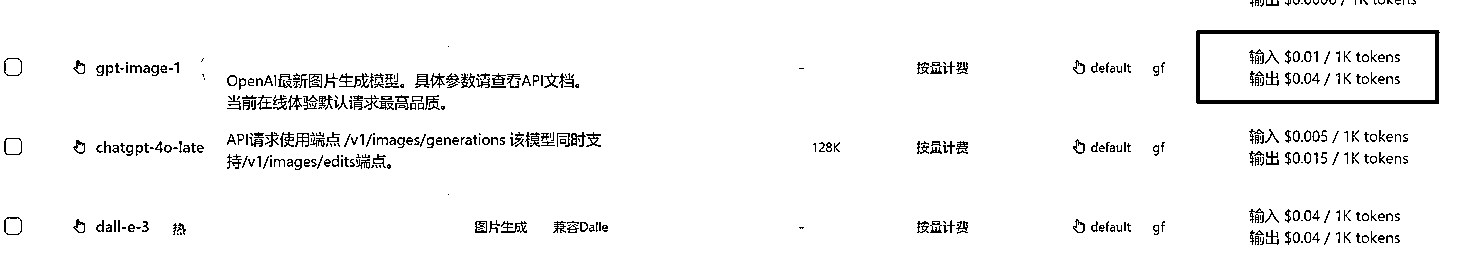 输出 $0.0006 / 1K tokens
gpt-image-1
OpenAI最新图片生成模型。具体参数请查看API文档。
当前在线体验默认请求最高品质。
-
按量计费
default gf
输入 $0.01 / 1K tokens
输出 $0.04 / 1K tokens
chatgpt-4o-late
API请求使用端点 /v1/images/generations 该模型同时支
持/v1/images/edits端点。
128K
按量计费
default gf
输入 $0.005 / 1K tokens
输出 $0.015 / 1K tokens
dall-e-3 热
图片生成 兼容Dalle
-
按量计费
default gf
输入 $0.04 / 1K tokens
输出 $0.04 / 1K tokens